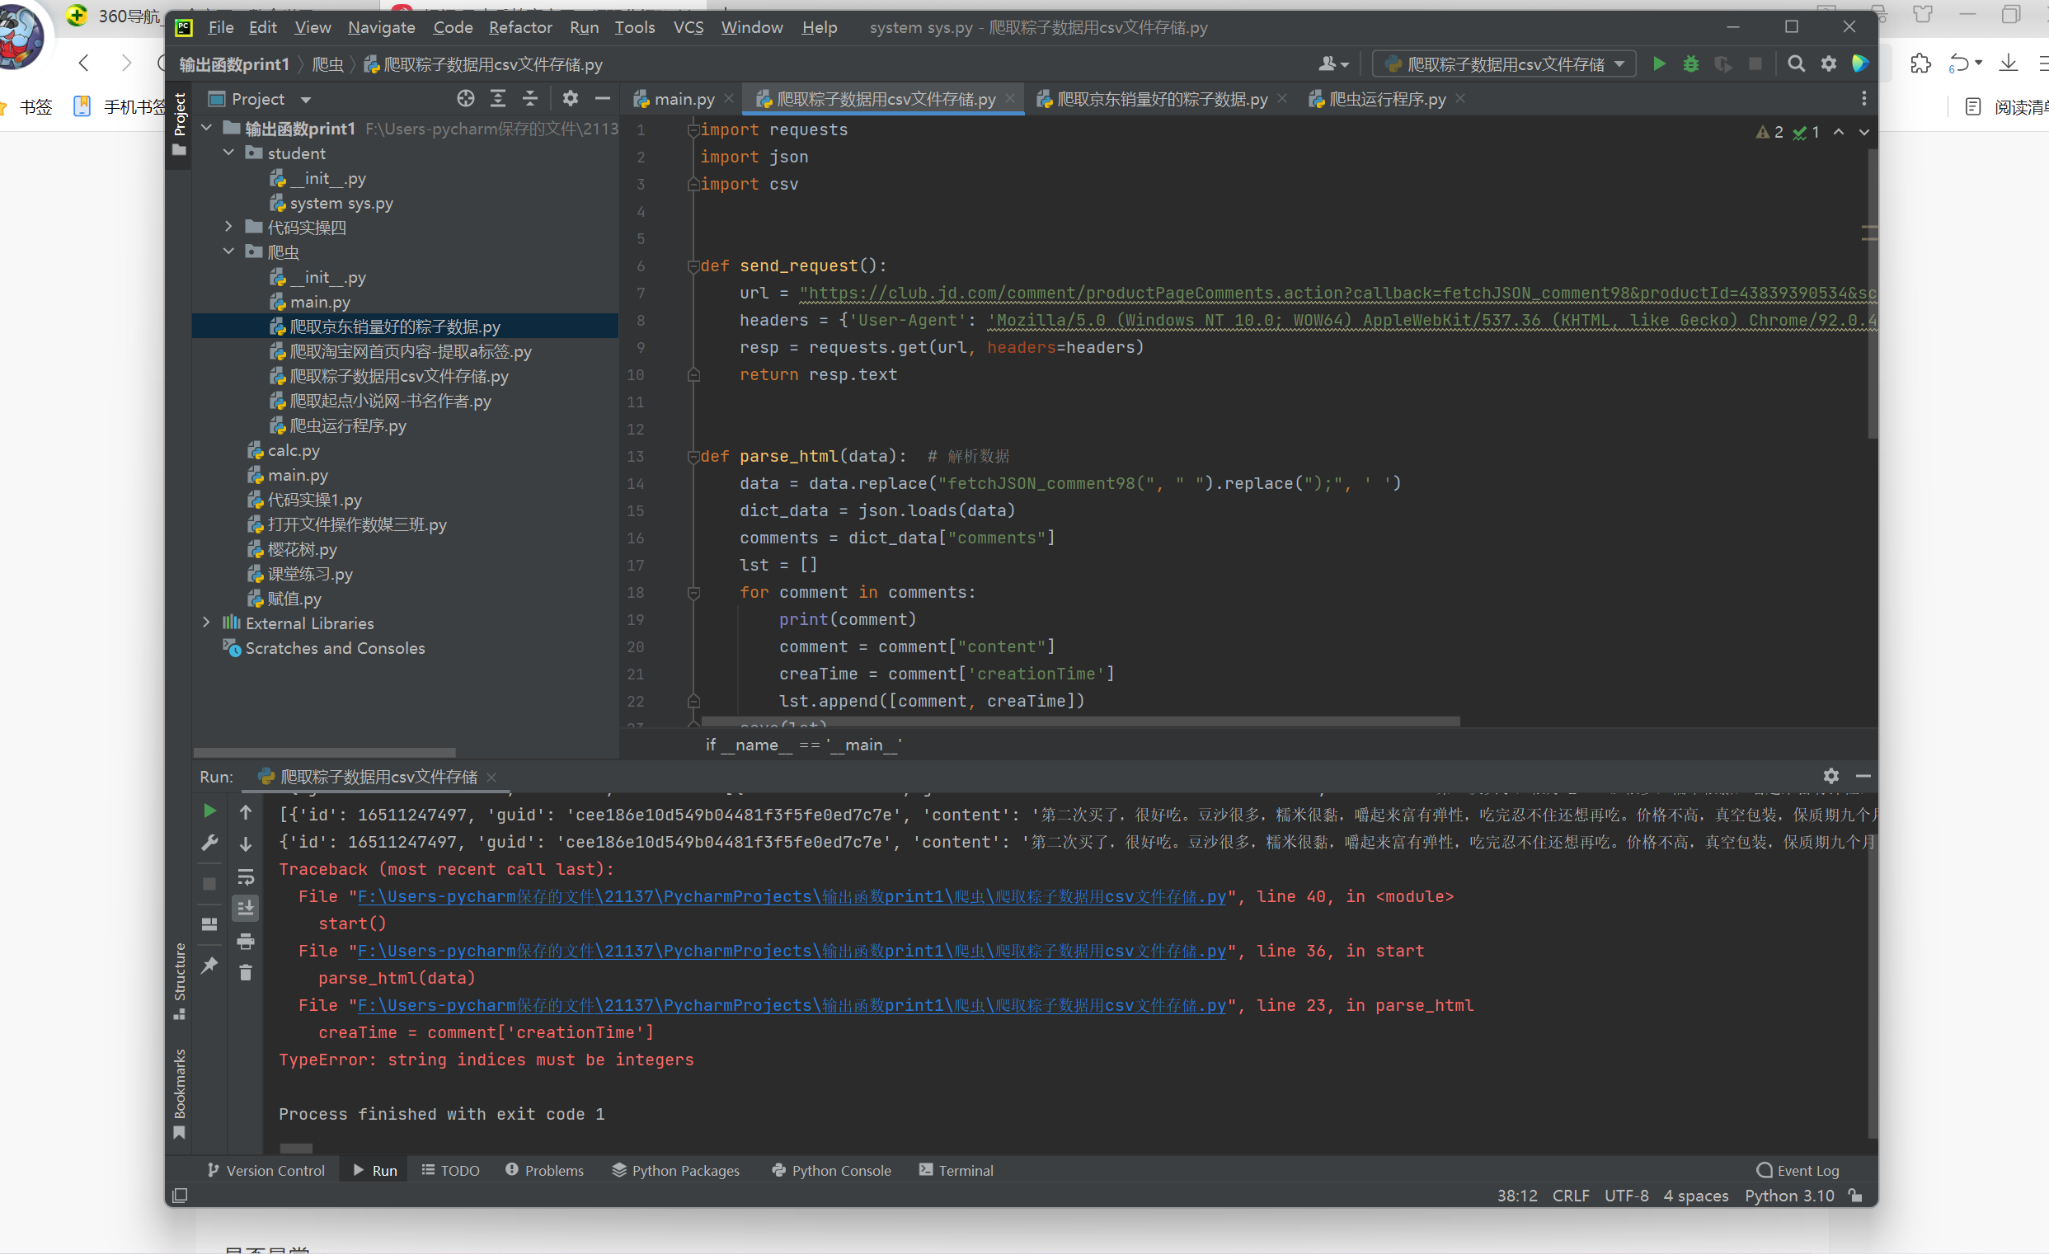 360导航
File Edit View Navigate Code Refactor Run Tools VCS Window Help system sys.py - 爬取粽子数据用csv文件存储.py
输出函数print1 〉 爬虫 〉 爬取粽子数据用csv文件存储.py
爬取粽子数据用csv文件存储
书签 手机书签
阅读清单
Project
Project
main.py 爬取粽子数据用csv文件存储.py 爬取京东销量好的粽子数据.py 爬虫运行程序.py
输出函数print1 F:\Users-pycharm保存的文件\21137
student
__init__.py
system sys.py
代码实操四
爬虫
__init__.py
main.py
爬取京东销量好的粽子数据.py
爬取淘宝网首页内容-提取a标签.py
爬取粽子数据用csv文件存储.py
爬取起点小说网-书名作者.py
爬虫运行程序.py
calc.py
main.py
代码实操1.py
打开文件操作数媒三班.py
樱花树.py
课堂练习.py
赋值.py
External Libraries
Scratches and Consoles
2 1
1 import requests
2 import json
3 import csv
4
5
6 def send_request():
7 url = "https://club.jd.com/comment/productPageComments.action?callback=fetchJSON_comment98&productId=43839390534&sc
8 headers = {'User-Agent': 'Mozilla/5.0 (Windows NT 10.0; WOW64) AppleWebKit/537.36 (KHTML, like Gecko) Chrome/92.0.4
9 resp = requests.get(url, headers=headers)
10 return resp.text
11
12
13 def parse_html(data): # 解析数据
14 data = data.replace("fetchJSON_comment98(", " ").replace(");", ' ')
15 dict_data = json.loads(data)
16 comments = dict_data["comments"]
17 lst = []
18 for comment in comments:
19 print(comment)
20 comment = comment["content"]
21 creaTime = comment['creationTime']
22 lst.append([comment, creaTime])
23 save(lst)
if __name__ == '__main__'
Run: 爬取粽子数据用csv文件存储
[{'id': 16511247497, 'guid': 'cee186e10d549b04481f3f5fe0ed7c7e', 'content': '第二次买了，很好吃。豆沙很多，糯米很黏，嚼起来富有弹性，吃完忍不住还想再吃。价格不高，真空包装，保质期九个月
{'id': 16511247497, 'guid': 'cee186e10d549b04481f3f5fe0ed7c7e', 'content': '第二次买了，很好吃。豆沙很多，糯米很黏，嚼起来富有弹性，吃完忍不住还想再吃。价格不高，真空包装，保质期九个月
Traceback (most recent call last):
File "F:\Users-pycharm保存的文件\21137\PycharmProjects\输出函数print1\爬虫\爬取粽子数据用csv文件存储.py", line 40, in <module>
start()
File "F:\Users-pycharm保存的文件\21137\PycharmProjects\输出函数print1\爬虫\爬取粽子数据用csv文件存储.py", line 36, in start
parse_html(data)
File "F:\Users-pycharm保存的文件\21137\PycharmProjects\输出函数print1\爬虫\爬取粽子数据用csv文件存储.py", line 23, in parse_html
creaTime = comment['creationTime']
TypeError: string indices must be integers
Process finished with exit code 1
Structure
Bookmarks
Version Control Run TODO Problems Python Packages Python Console Terminal Event Log
38:12 CRLF UTF-8 4 spaces Python 3.10